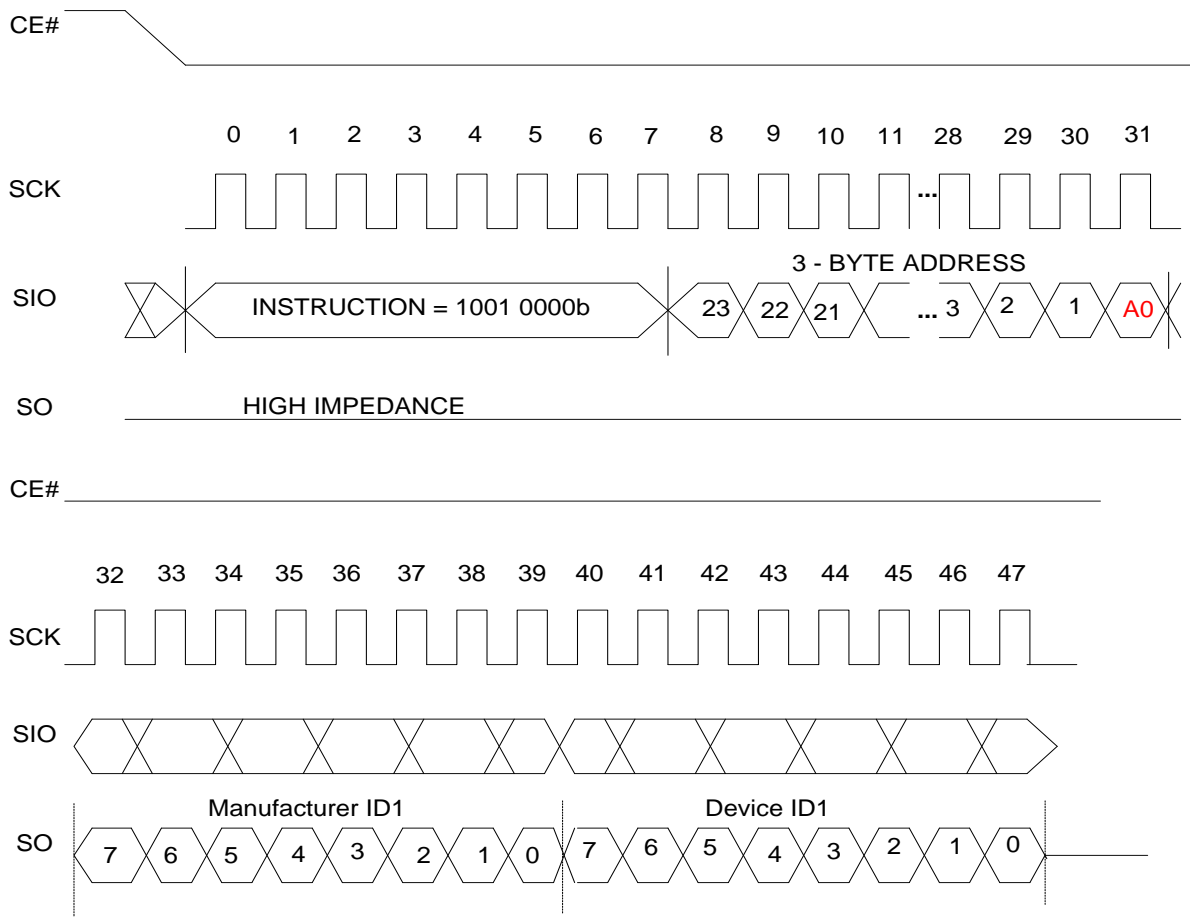 CE#
0 1 2 3 4 5 6 7 8 9 10 11 28 29 30 31
SCK ...
3 - BYTE ADDRESS
SIO INSTRUCTION = 1001 0000b 23 22 21 ... 3 2 1 A0
SO HIGH IMPEDANCE
CE#
32 33 34 35 36 37 38 39 40 41 42 43 44 45 46 47
SCK
SIO
Manufacturer ID1 Device ID1
SO 7 6 5 4 3 2 1 0 7 6 5 4 3 2 1 0